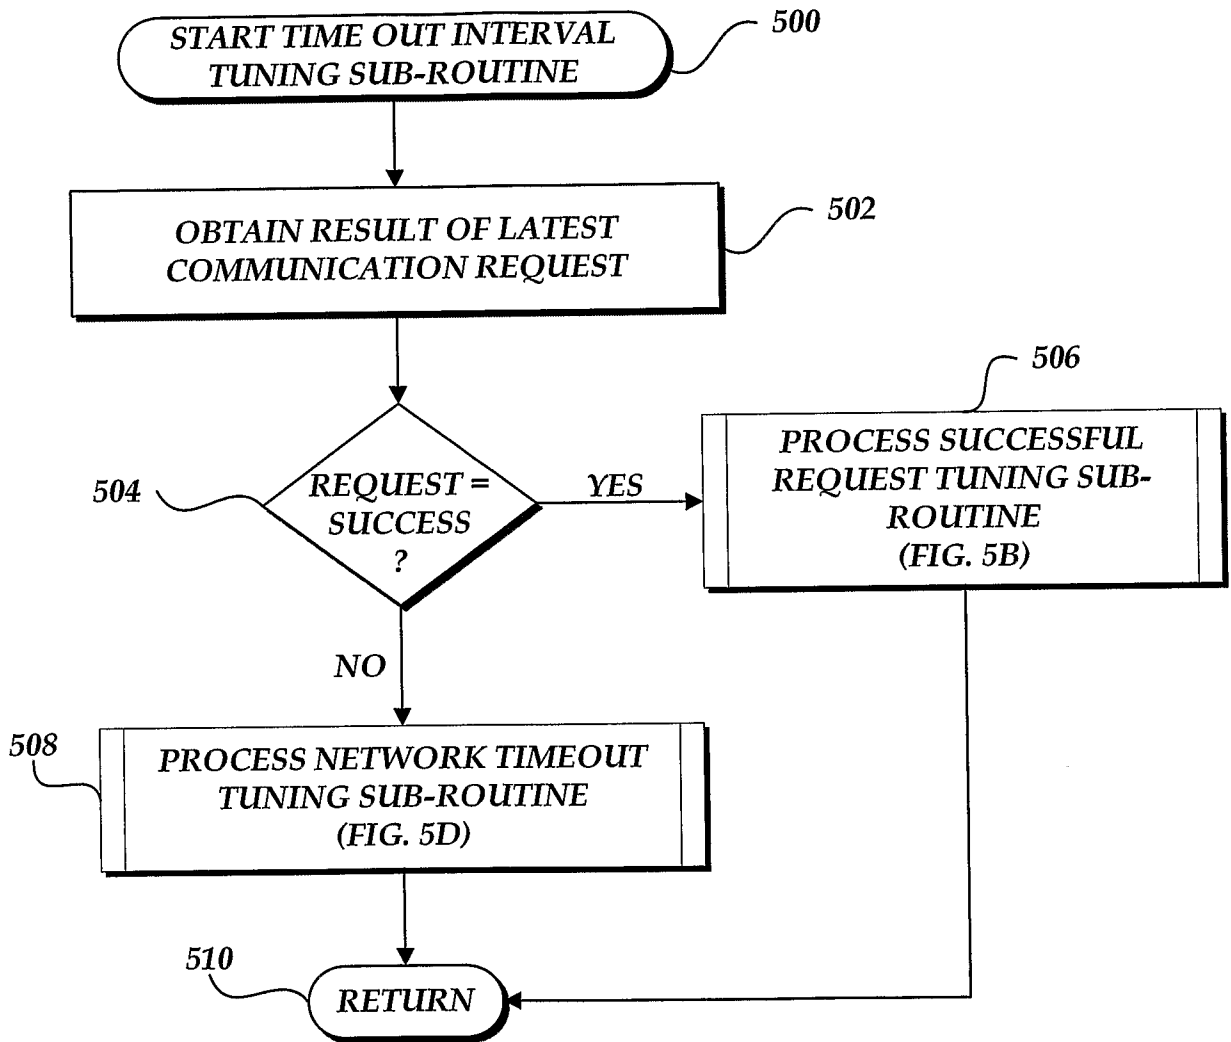 START TIME OUT INTERVAL
TUNING SUB-ROUTINE
500
OBTAIN RESULT OF LATEST
COMMUNICATION REQUEST
502
504
REQUEST =
SUCCESS
?
YES
506
PROCESS SUCCESSFUL
REQUEST TUNING SUB-
ROUTINE
(FIG. 5B)
NO
508
PROCESS NETWORK TIMEOUT
TUNING SUB-ROUTINE
(FIG. 5D)
510
RETURN